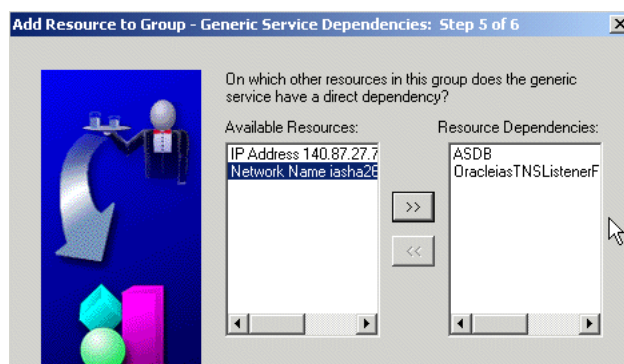 Add Resource to Group - Generic Service Dependencies: Step 5 of 6
On which other resources in this group does the generic
service have a direct dependency?
Available Resources:
Resource Dependencies:
IP Address 140.87.27.7
Network Name iasha28
ASDB
OracleiasTNSListenerF
>>
<<